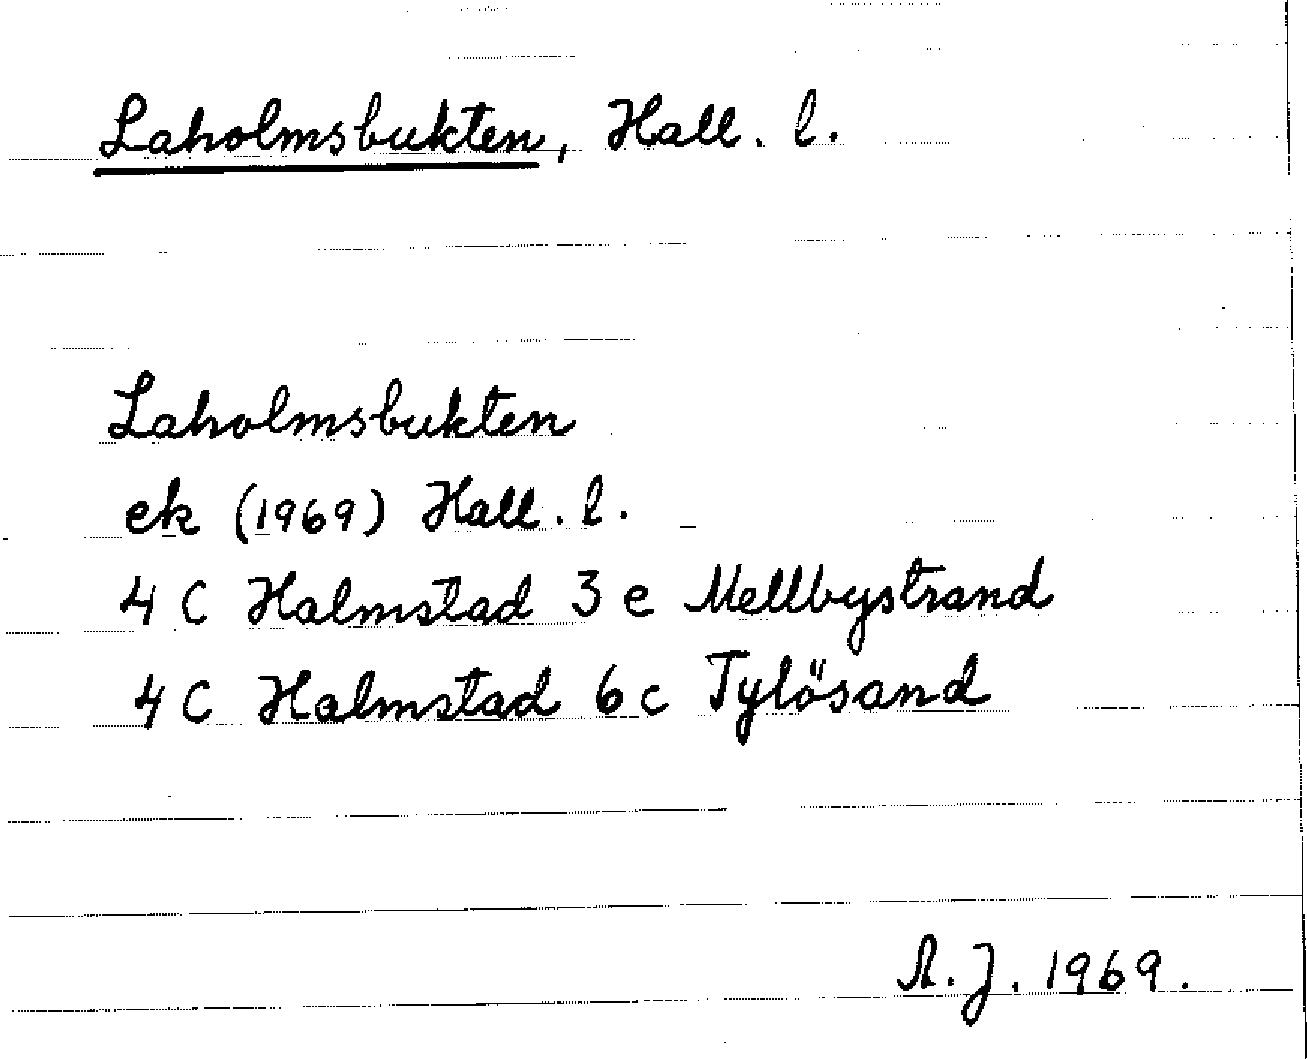 Laholmsbukten, Hall. l.
Laholmsbukten
ek (1969) Hall. l.
4 C Halmstad 3 e Mellbystrand
4 C Halmstad 6 c Tylösand
A. J. 1969.